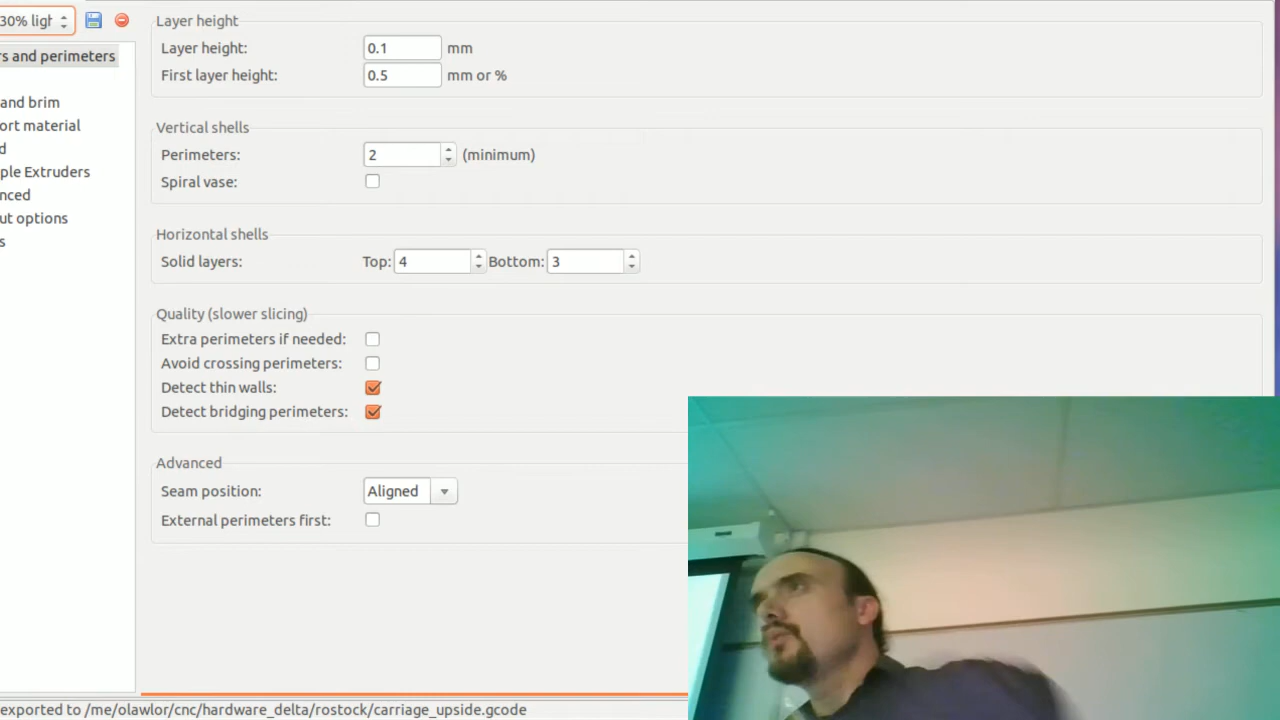 30% ligh
Layer height
Layer height: 0.1 mm
First layer height: 0.5 mm or %
rs and perimeters
and brim
ort material
d
ple Extruders
nced
ut options
s
Vertical shells
Perimeters: 2 (minimum)
Spiral vase:
Horizontal shells
Solid layers: Top: 4 Bottom: 3
Quality (slower slicing)
Extra perimeters if needed:
Avoid crossing perimeters:
Detect thin walls:
Detect bridging perimeters:
Advanced
Seam position: Aligned
External perimeters first:
exported to /me/olawlor/cnc/hardware_delta/rostock/carriage_upside.gcode